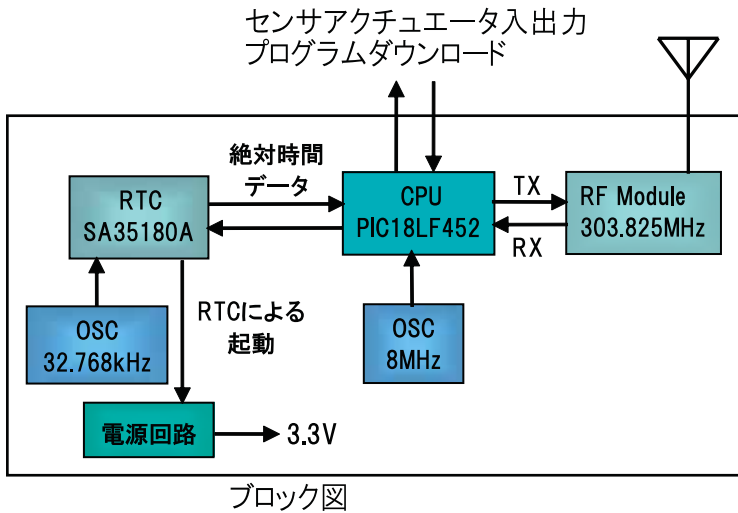 センサアクチュエータ入出力
プログラムダウンロード
絶対時間
データ
RTC
SA35180A
CPU
PIC18LF452
TX
RX
RF Module
303.825MHz
OSC
32.768kHz
RTCによる
起動
OSC
8MHz
電源回路
3.3V
ブロック図